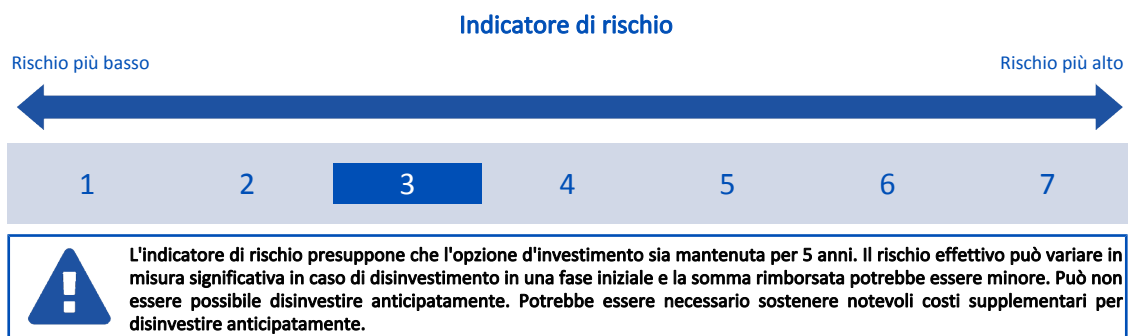 Indicatore di rischio
Rischio più basso
Rischio più alto
1 2 3 4 5 6 7
L'indicatore di rischio presuppone che l'opzione d'investimento sia mantenuta per 5 anni. Il rischio effettivo può variare in
misura significativa in caso di disinvestimento in una fase iniziale e la somma rimborsata potrebbe essere minore. Può non
essere possibile disinvestire anticipatamente. Potrebbe essere necessario sostenere notevoli costi supplementari per
disinvestire anticipatamente.